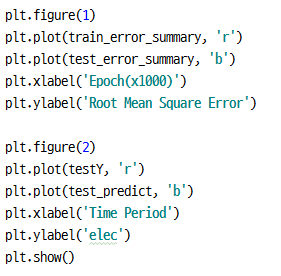 plt.figure(1)
plt.plot(train_error_summary, 'r')
plt.plot(test_error_summary, 'b')
plt.xlabel('Epoch(x1000)')
plt.ylabel('Root Mean Square Error')

plt.figure(2)
plt.plot(testY, 'r')
plt.plot(test_predict, 'b')
plt.xlabel('Time Period')
plt.ylabel('elec')
plt.show()